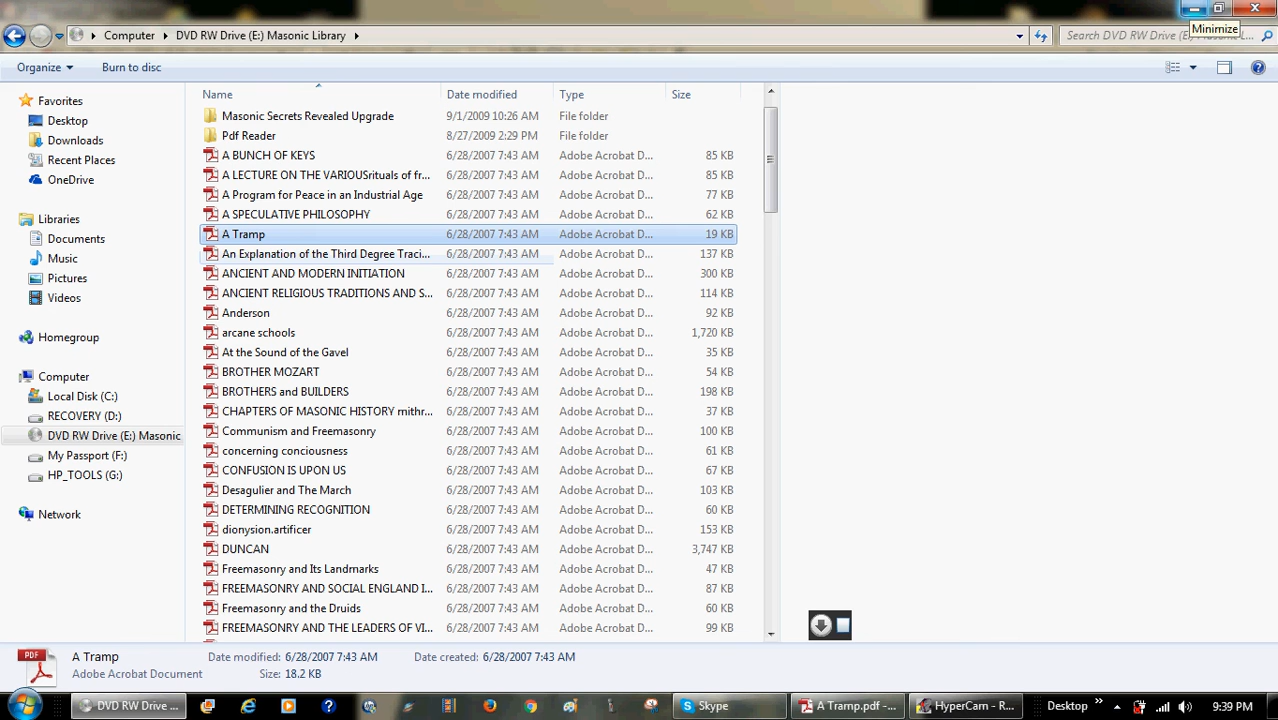 Minimize
Computer DVD RW Drive (E:) Masonic Library
Search DVD RW Drive (E:) Masonic L...
Organize Burn to disc
Name Date modified Type Size
Favorites
Desktop
Downloads
Recent Places
OneDrive
Libraries
Documents
Music
Pictures
Videos
Homegroup
Computer
Local Disk (C:)
RECOVERY (D:)
DVD RW Drive (E:) Masonic
My Passport (F:)
HP_TOOLS (G:)
Network
Masonic Secrets Revealed Upgrade 9/1/2009 10:26 AM File folder
Pdf Reader 8/27/2009 2:29 PM File folder
A BUNCH OF KEYS 6/28/2007 7:43 AM Adobe Acrobat D... 85 KB
A LECTURE ON THE VARIOUSrituals of fr... 6/28/2007 7:43 AM Adobe Acrobat D... 85 KB
A Program for Peace in an Industrial Age 6/28/2007 7:43 AM Adobe Acrobat D... 77 KB
A SPECULATIVE PHILOSOPHY 6/28/2007 7:43 AM Adobe Acrobat D... 62 KB
A Tramp 6/28/2007 7:43 AM Adobe Acrobat D... 19 KB
An Explanation of the Third Degree Traci... 6/28/2007 7:43 AM Adobe Acrobat D... 137 KB
ANCIENT AND MODERN INITIATION 6/28/2007 7:43 AM Adobe Acrobat D... 300 KB
ANCIENT RELIGIOUS TRADITIONS AND S... 6/28/2007 7:43 AM Adobe Acrobat D... 114 KB
Anderson 6/28/2007 7:43 AM Adobe Acrobat D... 92 KB
arcane schools 6/28/2007 7:43 AM Adobe Acrobat D... 1,720 KB
At the Sound of the Gavel 6/28/2007 7:43 AM Adobe Acrobat D... 35 KB
BROTHER MOZART 6/28/2007 7:43 AM Adobe Acrobat D... 54 KB
BROTHERS and BUILDERS 6/28/2007 7:43 AM Adobe Acrobat D... 198 KB
CHAPTERS OF MASONIC HISTORY mithr... 6/28/2007 7:43 AM Adobe Acrobat D... 37 KB
Communism and Freemasonry 6/28/2007 7:43 AM Adobe Acrobat D... 100 KB
concerning conciousness 6/28/2007 7:43 AM Adobe Acrobat D... 61 KB
CONFUSION IS UPON US 6/28/2007 7:43 AM Adobe Acrobat D... 67 KB
Desagulier and The March 6/28/2007 7:43 AM Adobe Acrobat D... 103 KB
DETERMINING RECOGNITION 6/28/2007 7:43 AM Adobe Acrobat D... 60 KB
dionysion.artificer 6/28/2007 7:43 AM Adobe Acrobat D... 153 KB
DUNCAN 6/28/2007 7:43 AM Adobe Acrobat D... 3,747 KB
Freemasonry and Its Landmarks 6/28/2007 7:43 AM Adobe Acrobat D... 47 KB
FREEMASONRY AND SOCIAL ENGLAND I... 6/28/2007 7:43 AM Adobe Acrobat D... 87 KB
Freemasonry and the Druids 6/28/2007 7:43 AM Adobe Acrobat D... 60 KB
FREEMASONRY AND THE LEADERS OF VI... 6/28/2007 7:43 AM Adobe Acrobat D... 99 KB
PDF
A Tramp Date modified: 6/28/2007 7:43 AM Date created: 6/28/2007 7:43 AM
Adobe Acrobat Document Size: 18.2 KB
DVD RW Drive ... Skype A Tramp.pdf -... HyperCam - R... Desktop 9:39 PM